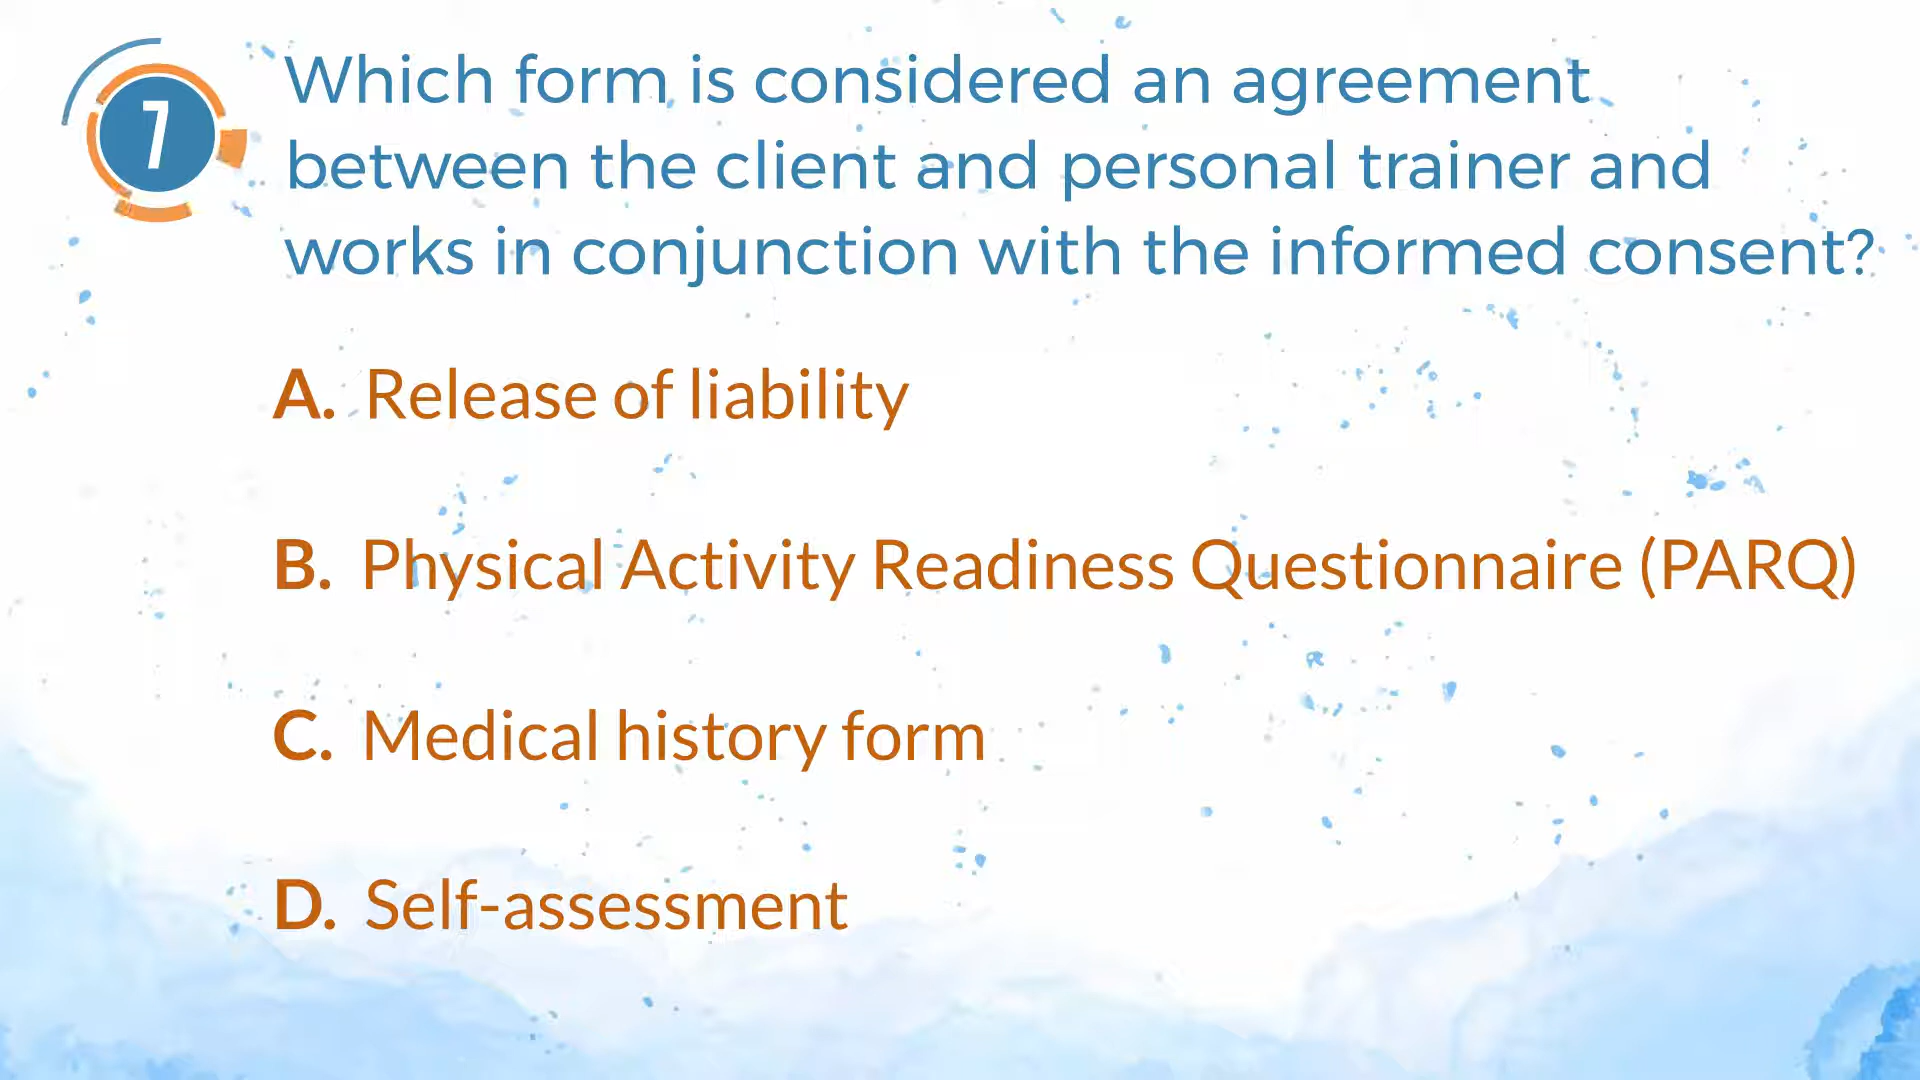 7
Which form is considered an agreement
between the client and personal trainer and
works in conjunction with the informed consent?
A. Release of liability
B. Physical Activity Readiness Questionnaire (PARQ)
C. Medical history form
D. Self-assessment